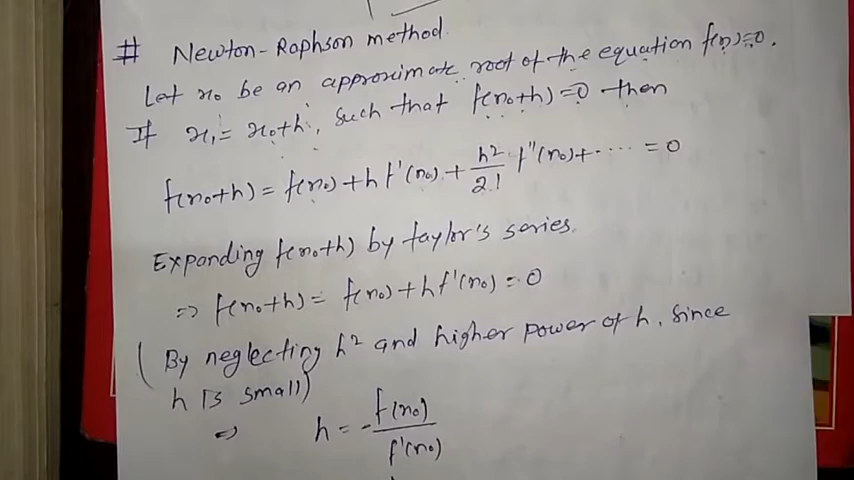 # Newton-Raphson method
Let x₀ be an approximate root of the equation f(x)=0.
If x₁ = x₀+h, such that f(x₀+h)=0 then
f(x₀+h) = f(x₀)+h f'(x₀)+ h²/2! f"(x₀)+ ..... = 0
Expanding f(x₀+h) by taylor's series.
=> f(x₀+h) = f(x₀)+h f'(x₀) = 0
(By neglecting h² and higher power of h, since
h is small)
=> h = - f(x₀)/f'(x₀)